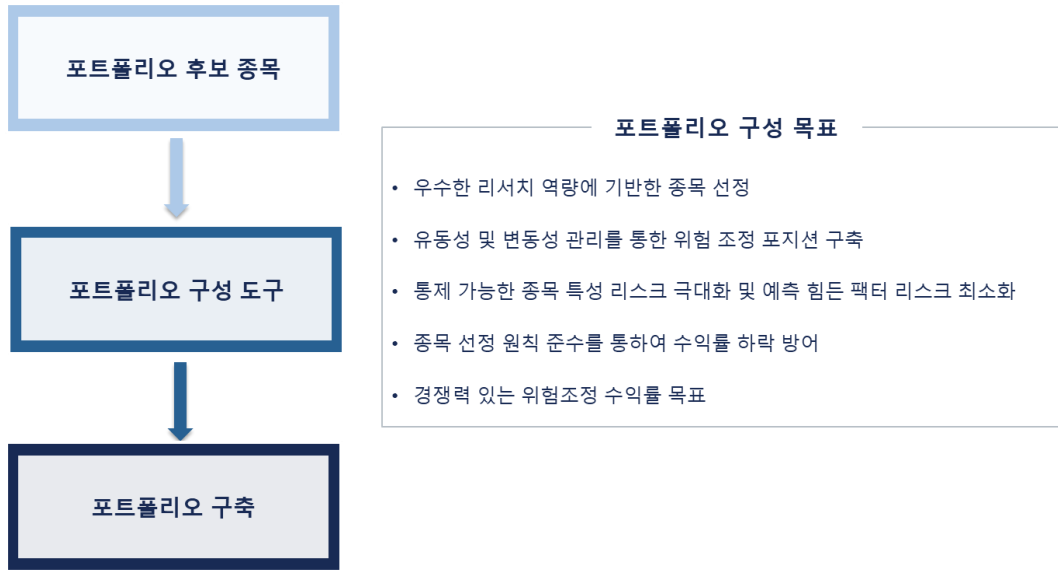 포트폴리오 후보 종목
포트폴리오 구성 도구
포트폴리오 구축
포트폴리오 구성 목표
• 우수한 리서치 역량에 기반한 종목 선정
• 유동성 및 변동성 관리를 통한 위험 조정 포지션 구축
• 통제 가능한 종목 특성 리스크 극대화 및 예측 힘든 팩터 리스크 최소화
• 종목 선정 원칙 준수를 통하여 수익률 하락 방어
• 경쟁력 있는 위험조정 수익률 목표